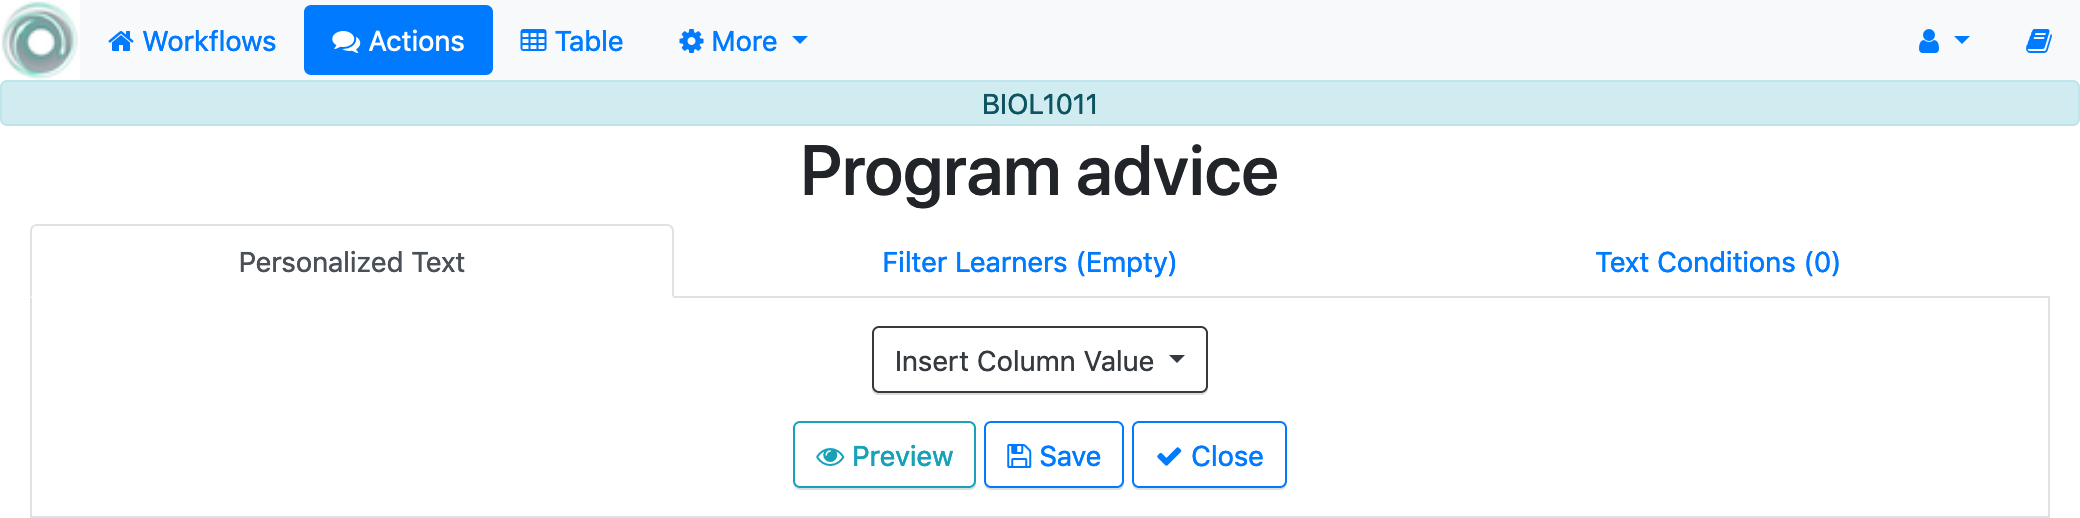 Workflows Actions Table More
BIOL1011
Program advice
Personalized Text Filter Learners (Empty) Text Conditions (0)
Insert Column Value
Preview Save Close